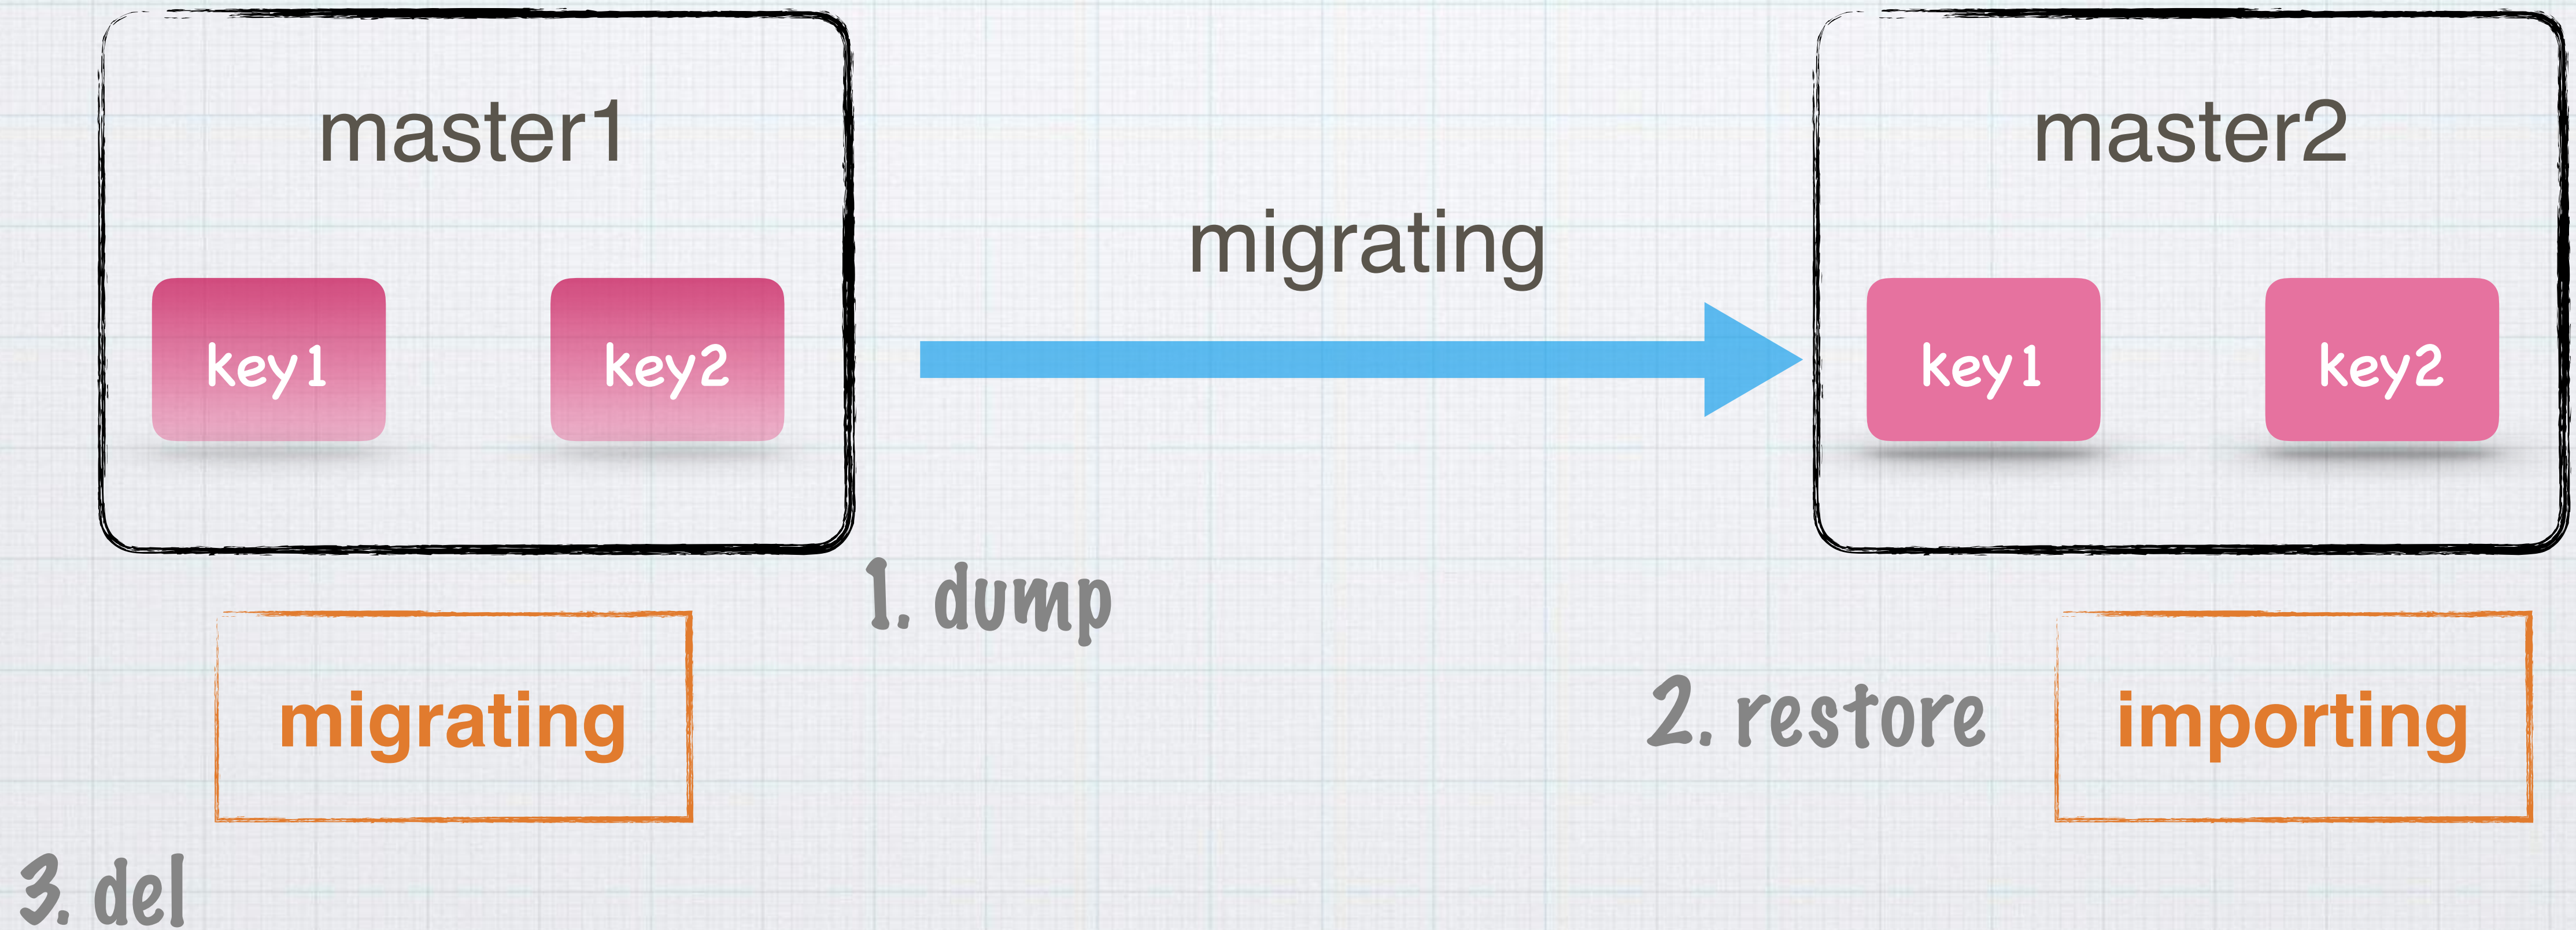 master1
master2
migrating
key1
key2
key1
key2
1. dump
migrating
2. restore
importing
3. del